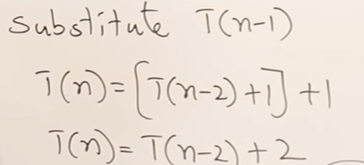 Substitute T(n-1)
T(n)=[T(n-2)+1]+1
T(n)=T(n-2)+2